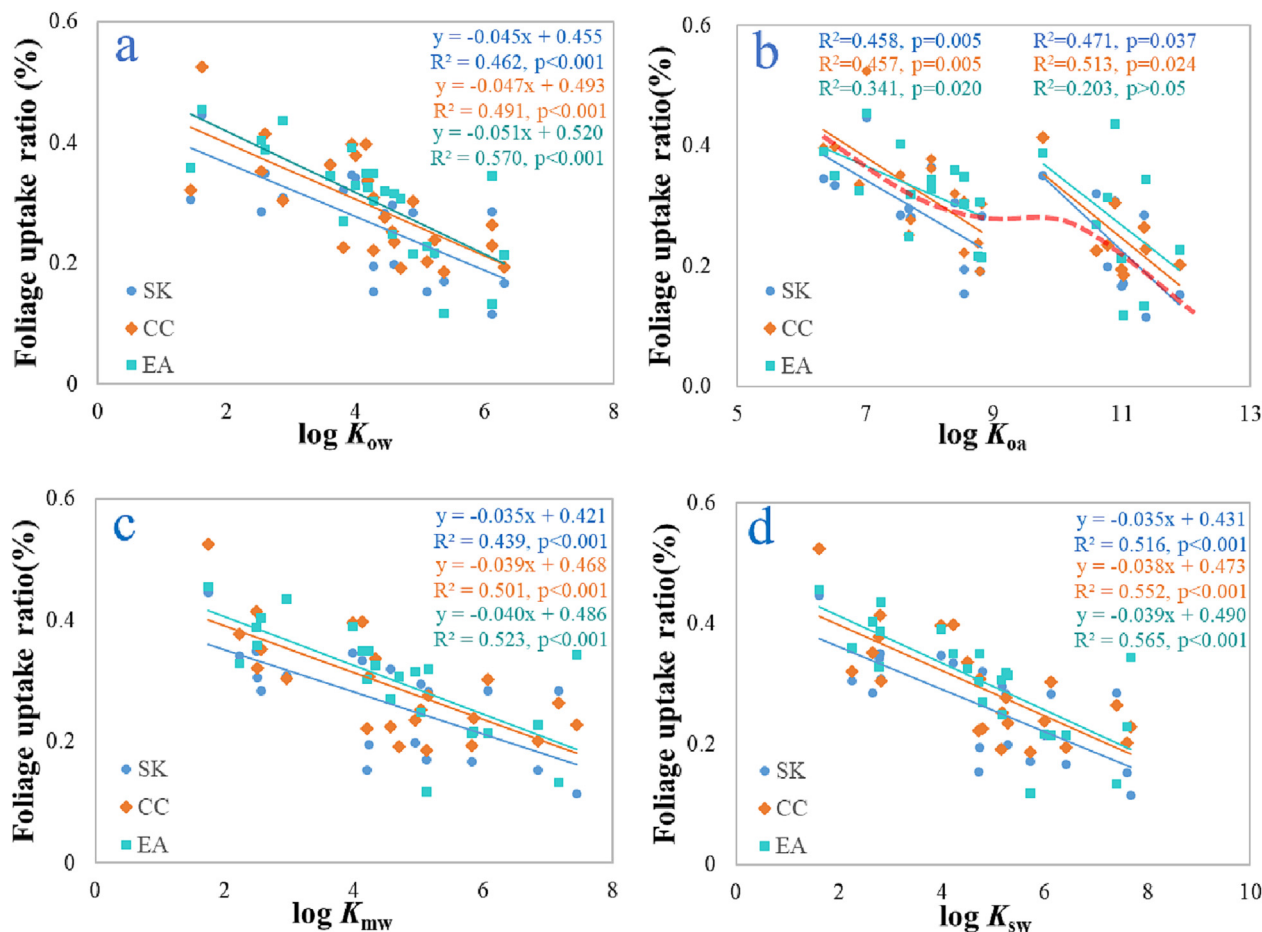 a
y = -0.045x + 0.455
R² = 0.462, p<0.001
y = -0.047x + 0.493
R² = 0.491, p<0.001
y = -0.051x + 0.520
R² = 0.570, p<0.001
Foliage uptake ratio (%)
0.6
0.4
0.2
0
SK
CC
EA
0 2 4 6 8
log Kow
b
R²=0.458, p=0.005 R²=0.471, p=0.037
R²=0.457, p=0.005 R²=0.513, p=0.024
R²=0.341, p=0.020 R²=0.203, p>0.05
Foliage uptake ratio(%)
0.6
0.4
0.2
0.0
SK
CC
EA
5 7 9 11 13
log Koa
c
y = -0.035x + 0.421
R² = 0.439, p<0.001
y = -0.039x + 0.468
R² = 0.501, p<0.001
y = -0.040x + 0.486
R² = 0.523, p<0.001
Foliage uptake ratio(%)
0.6
0.4
0.2
0
SK
CC
EA
0 2 4 6 8
log Kmw
d
y = -0.035x + 0.431
R² = 0.516, p<0.001
y = -0.038x + 0.473
R² = 0.552, p<0.001
y = -0.039x + 0.490
R² = 0.565, p<0.001
Foliage uptake ratio(%)
0.6
0.4
0.2
0
SK
CC
EA
0 2 4 6 8 10
log Ksw